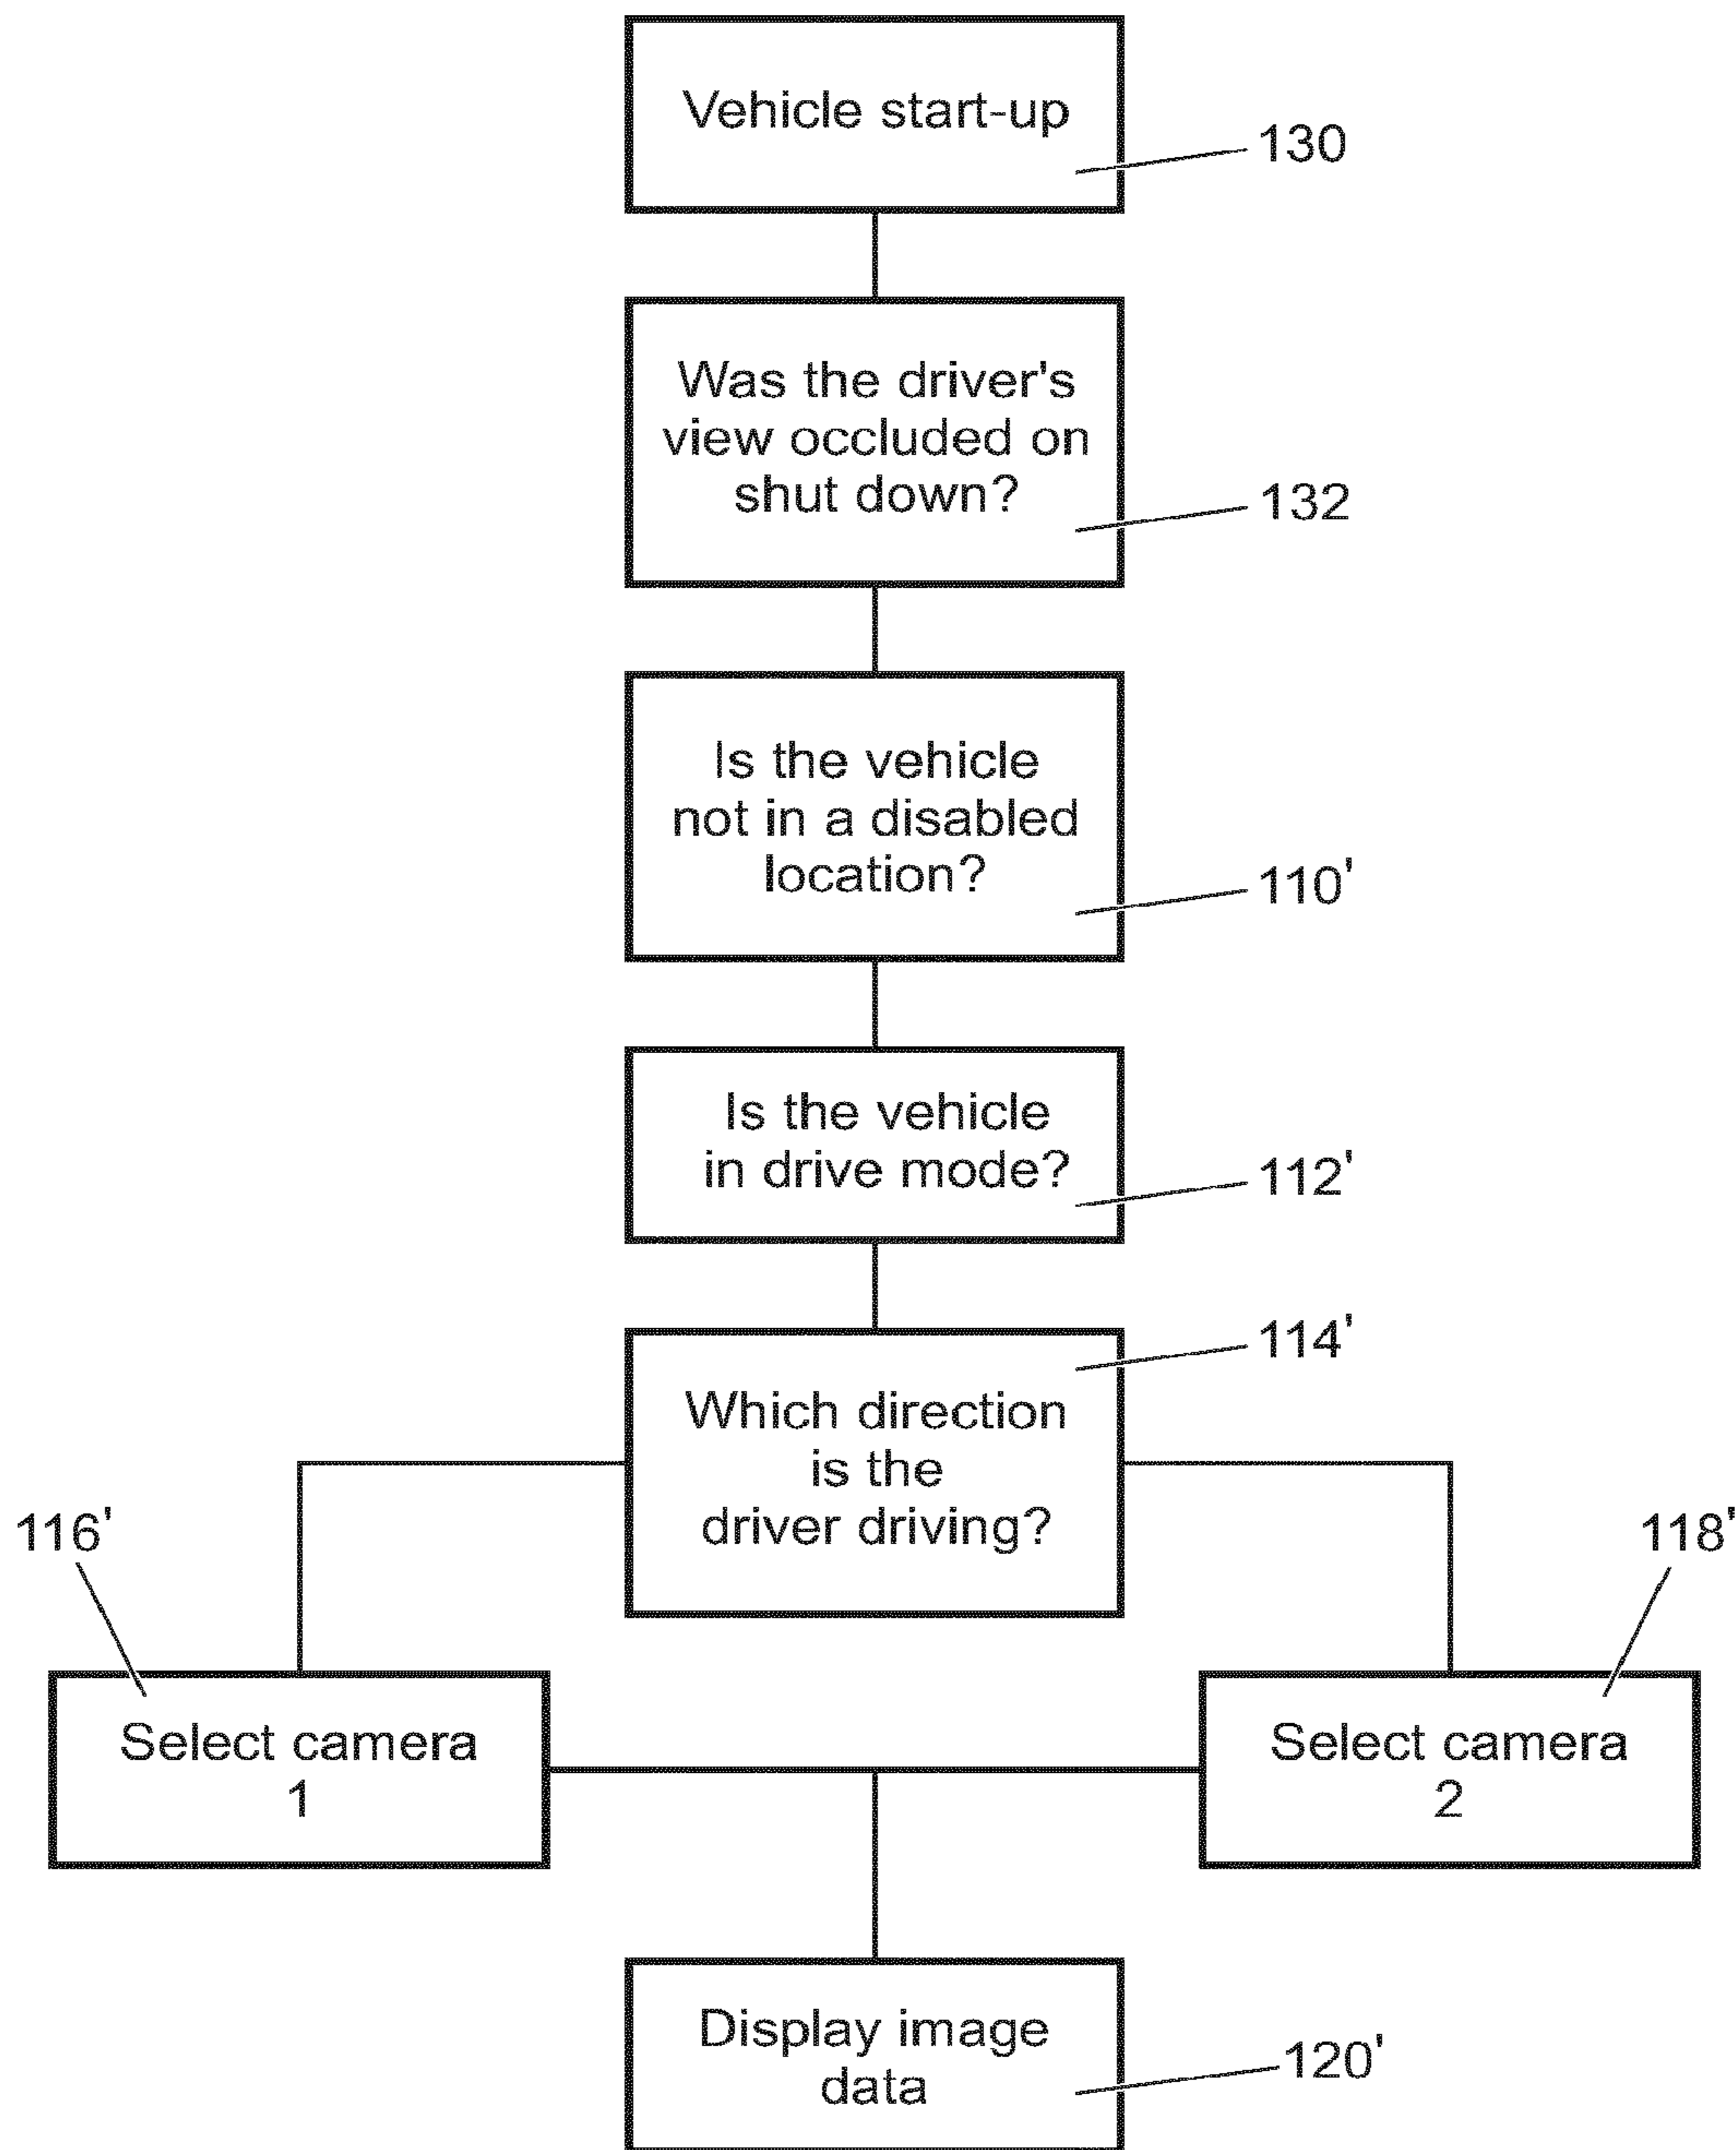 Vehicle start-up
130
Was the driver's
view occluded on
shut down?
132
Is the vehicle
not in a disabled
location?
110'
Is the vehicle
in drive mode?
112'
114'
Which direction
is the
driver driving?
116'
118'
Select camera
1
Select camera
2
Display image
data
120'